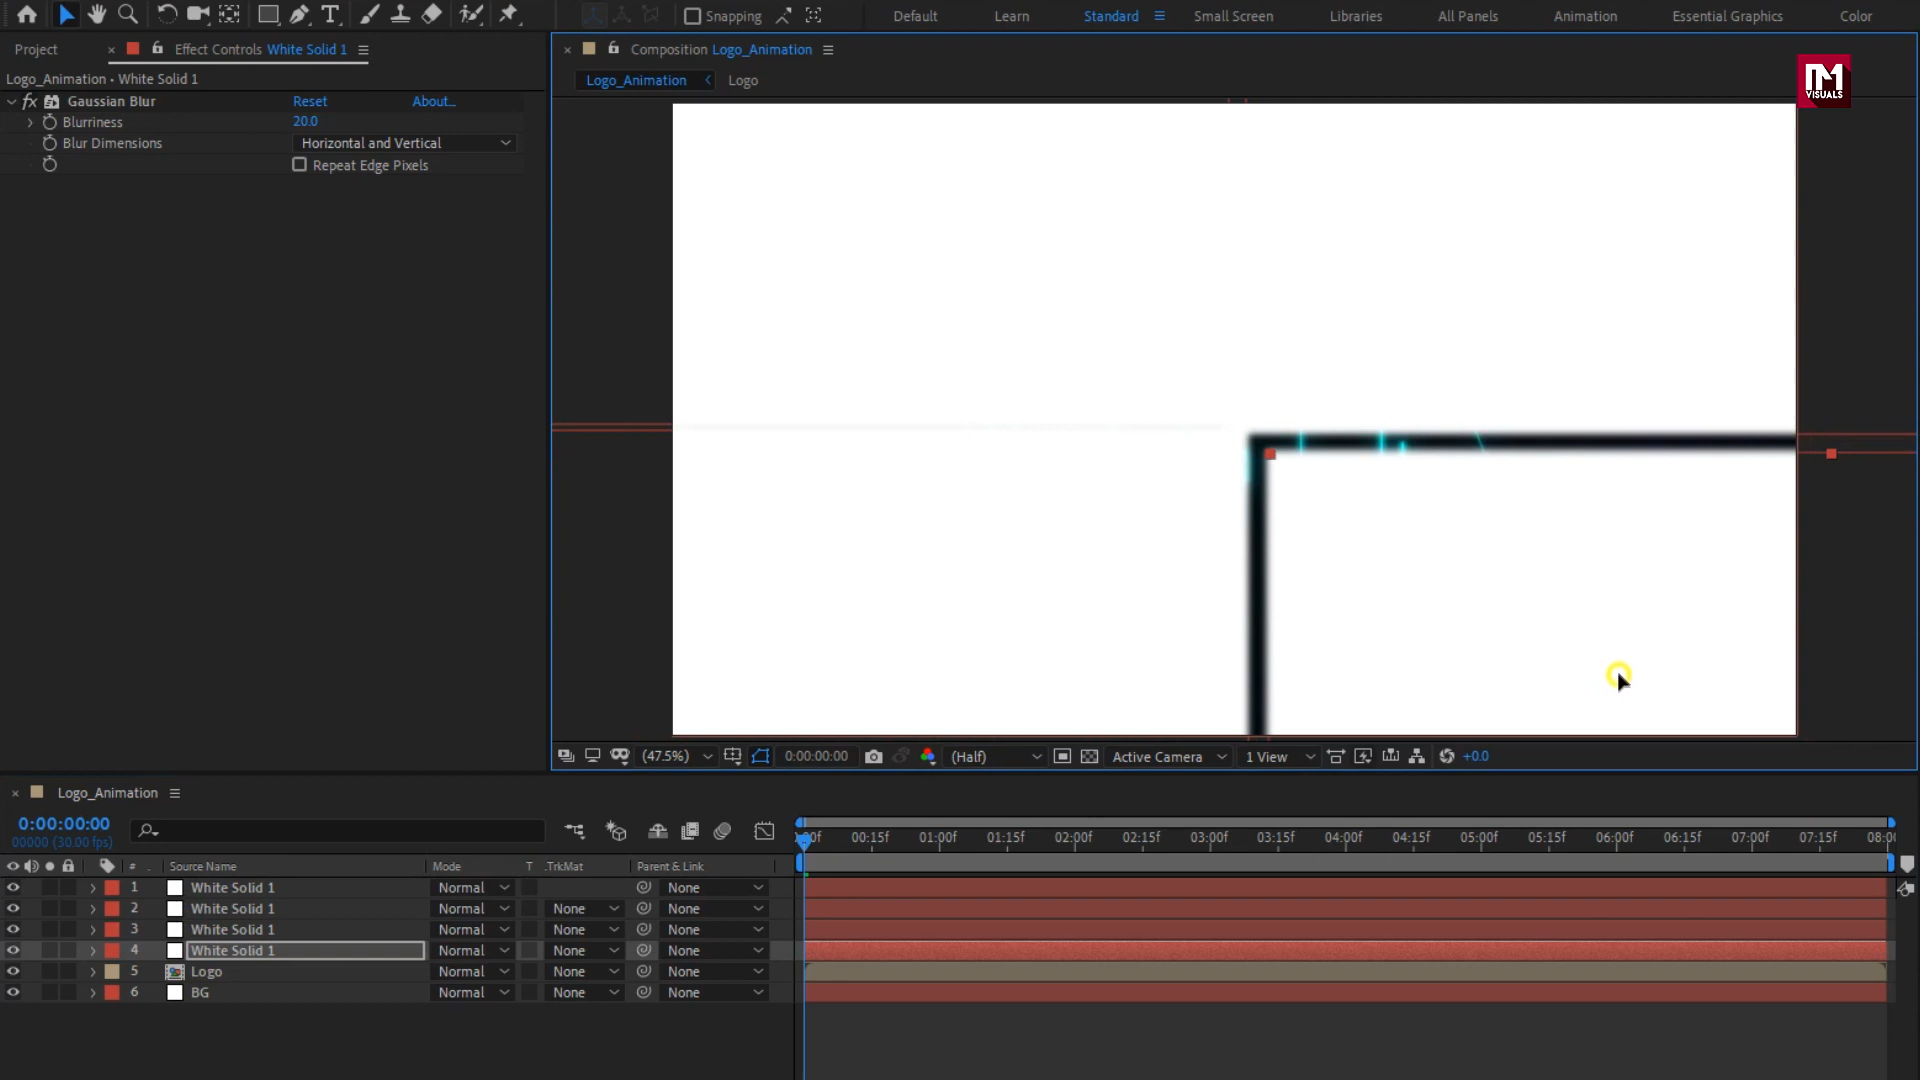 Snapping
Default
Learn
Standard
Small Screen
Libraries
All Panels
Animation
Essential Graphics
Color
Project
Effect Controls White Solid 1
Composition Logo_Animation
Logo_Animation • White Solid 1
Logo_Animation
Logo
M
VISUALS
fx Gaussian Blur
Reset
About...
Blurriness
20.0
Blur Dimensions
Horizontal and Vertical
Repeat Edge Pixels
(47.5%)
0:00:00:00
(Half)
Active Camera
1 View
+0.0
Logo_Animation
0:00:00:00
00000 (30.00 fps)
00:15f
01:00f
01:15f
02:00f
02:15f
03:00f
03:15f
04:00f
04:15f
05:00f
05:15f
06:00f
06:15f
07:00f
07:15f
# Source Name Mode T .TrkMat Parent & Link
1 White Solid 1 Normal None
2 White Solid 1 Normal None None
3 White Solid 1 Normal None None
4 White Solid 1 Normal None None
5 Logo Normal None None
6 BG Normal None None